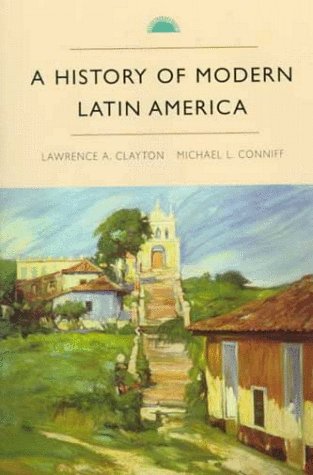 A HISTORY OF MODERN
LATIN AMERICA
LAWRENCE A. CLAYTON MICHAEL L. CONNIFF